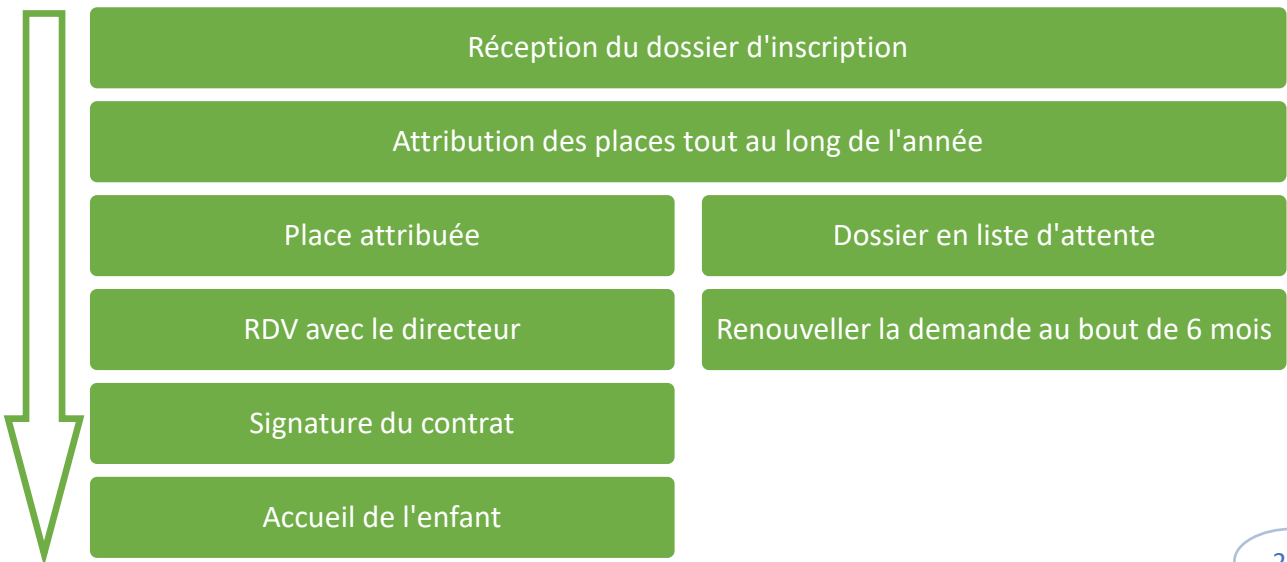 Réception du dossier d'inscription
Attribution des places tout au long de l'année
Place attribuée
Dossier en liste d'attente
RDV avec le directeur
Renouveller la demande au bout de 6 mois
Signature du contrat
Accueil de l'enfant
2